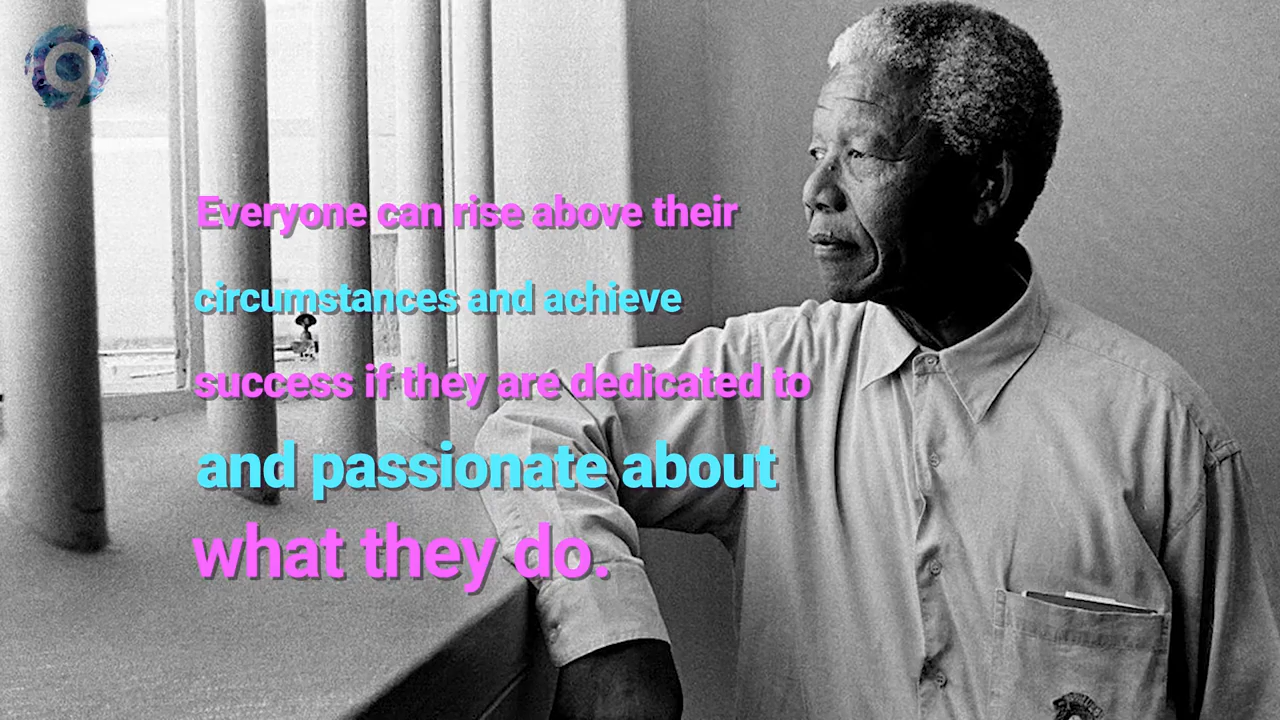 Everyone can rise above their
circumstances and achieve
success if they are dedicated to
and passionate about
what they do.